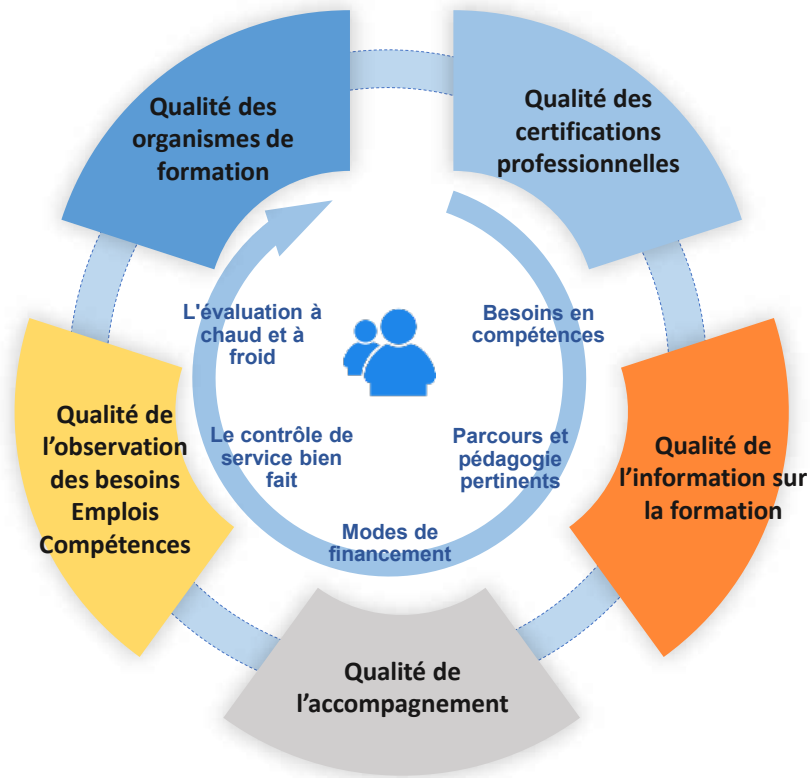 Qualité des
organismes de
formation
Qualité des
certifications
professionnelles
L'évaluation à
chaud et à
froid
Besoins en
compétences
Qualité de
l’observation
des besoins
Emplois
Compétences
Le contrôle de
service bien
fait
Parcours et
pédagogie
pertinents
Qualité de
l’information sur
la formation
Modes de
financement
Qualité de
l’accompagnement